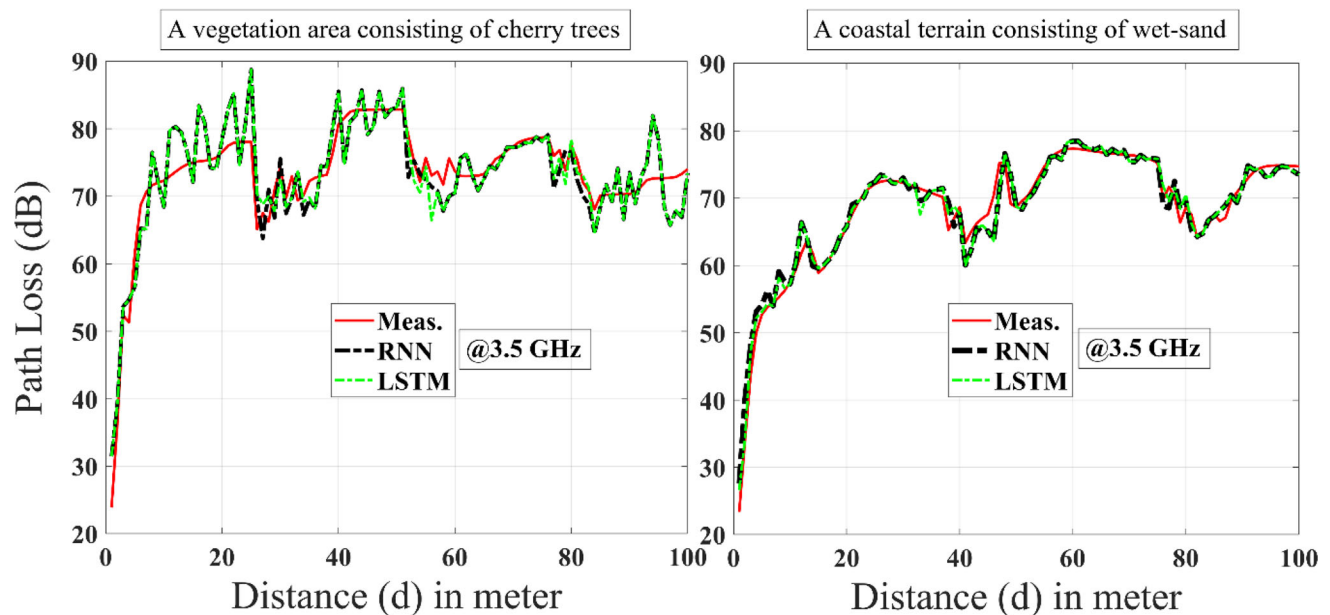 A vegetation area consisting of cherry trees
A coastal terrain consisting of wet-sand
Path Loss (dB)
90
80
70
60
50
40
30
20
0
20
40
60
80
100
Distance (d) in meter
Meas.
RNN
LSTM
@3.5 GHz
90
80
70
60
50
40
30
20
0
20
40
60
80
100
Distance (d) in meter
Meas.
RNN
LSTM
@3.5 GHz